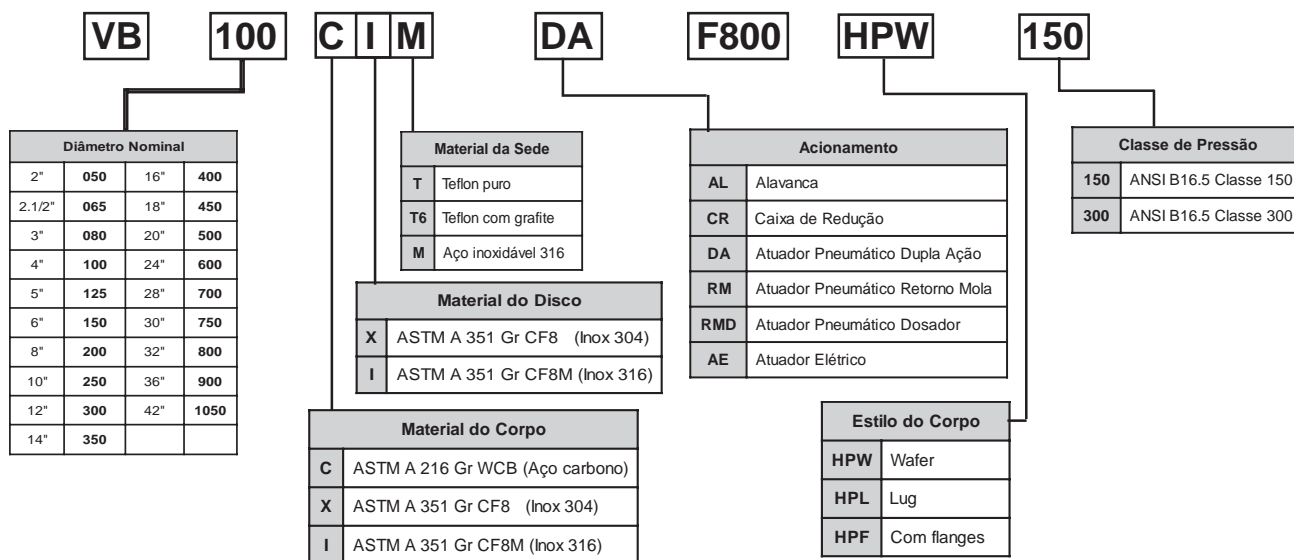 VB 100 C I M DA F800 HPW 150
Diâmetro Nominal
2" 050 16" 400
2.1/2" 065 18" 450
3" 080 20" 500
4" 100 24" 600
5" 125 28" 700
6" 150 30" 750
8" 200 32" 800
10" 250 36" 900
12" 300 42" 1050
14" 350
Material da Sede
T Teflon puro
T6 Teflon com grafite
M Aço inoxidável 316
Material do Disco
X ASTM A 351 Gr CF8 (Inox 304)
I ASTM A 351 Gr CF8M (Inox 316)
Material do Corpo
C ASTM A 216 Gr WCB (Aço carbono)
X ASTM A 351 Gr CF8 (Inox 304)
I ASTM A 351 Gr CF8M (Inox 316)
Acionamento
AL Alavanca
CR Caixa de Redução
DA Atuador Pneumático Dupla Ação
RM Atuador Pneumático Retorno Mola
RMD Atuador Pneumático Dosador
AE Atuador Elétrico
Estilo do Corpo
HPW Wafer
HPL Lug
HPF Com flanges
Classe de Pressão
150 ANSI B16.5 Classe 150
300 ANSI B16.5 Classe 300